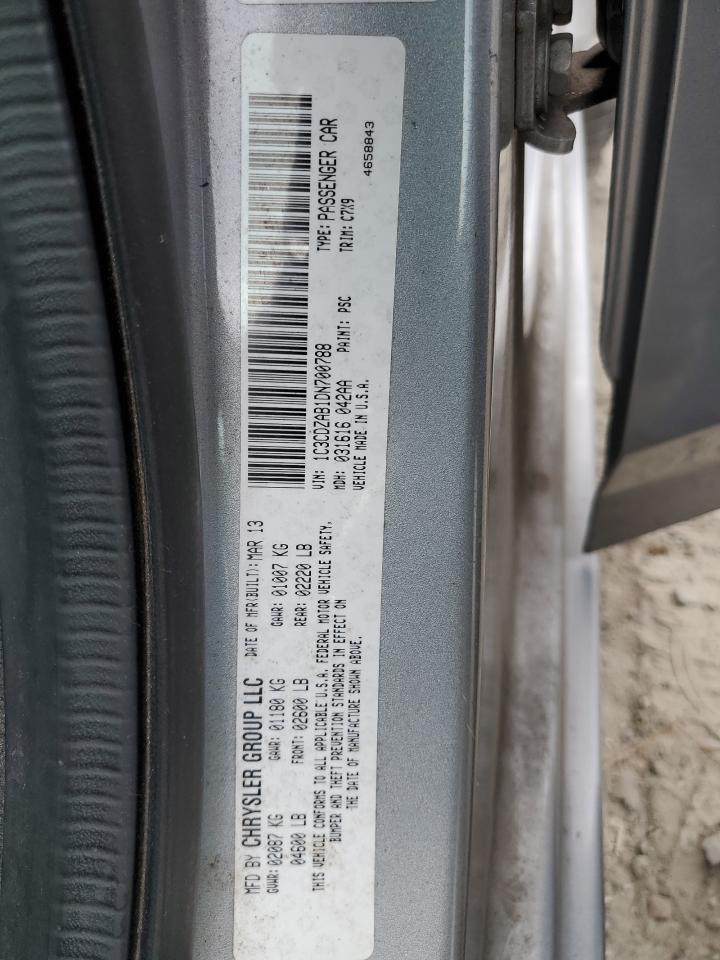 MFD BY CHRYSLER GROUP LLC DATE OF MFR(BUILT): MAR 13
GVWR: 02087 KG GAWR: 01180 KG GAWR: 01007 KG
04600 LB FRONT: 02600 LB REAR: 02220 LB
THIS VEHICLE CONFORMS TO ALL APPLICABLE U.S.A. FEDERAL MOTOR VEHICLE SAFETY,
BUMPER AND THEFT PREVENTION STANDARDS IN EFFECT ON
THE DATE OF MANUFACTURE SHOWN ABOVE.
VIN: 1C3CDZAB1DN700788 TYPE: PASSENGER CAR
MDH: 031616 042AA PAINT: PSC TRIM: C7X9
VEHICLE MADE IN U.S.A. 4658843